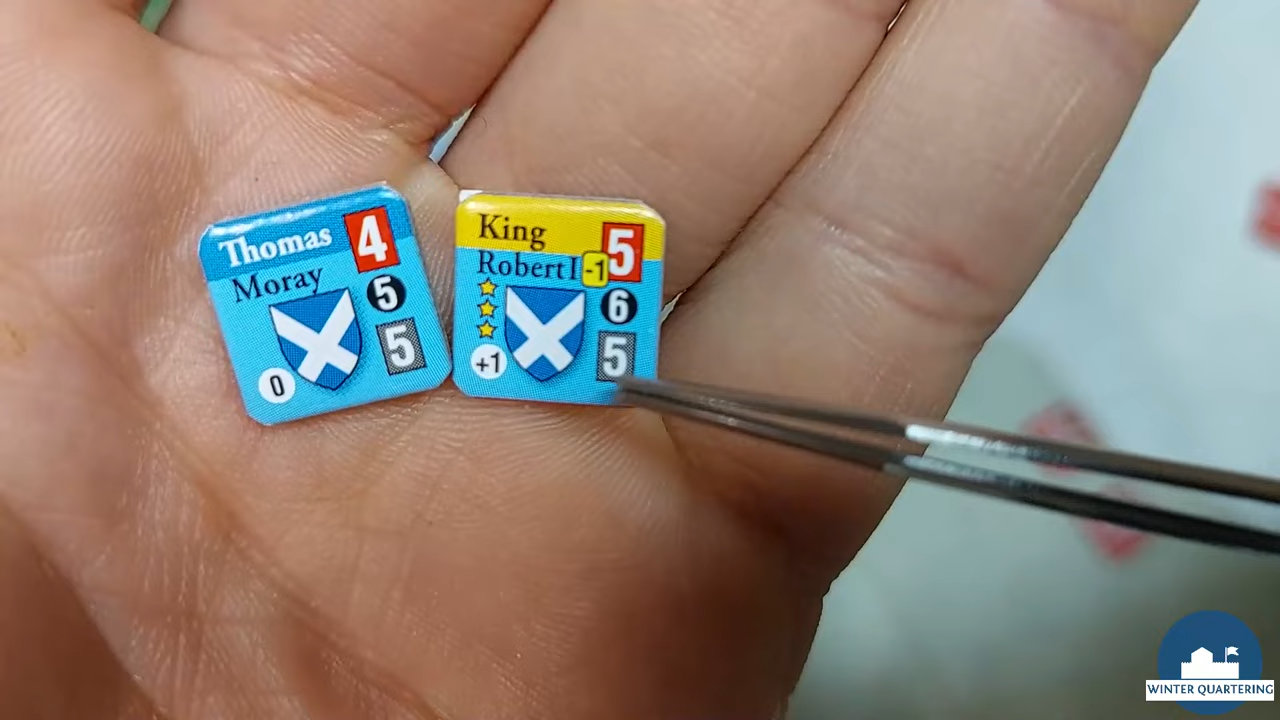 Thomas 4
Moray
5
5
0
King 5
Robert I -1
6
+1 5
WINTER QUARTERING